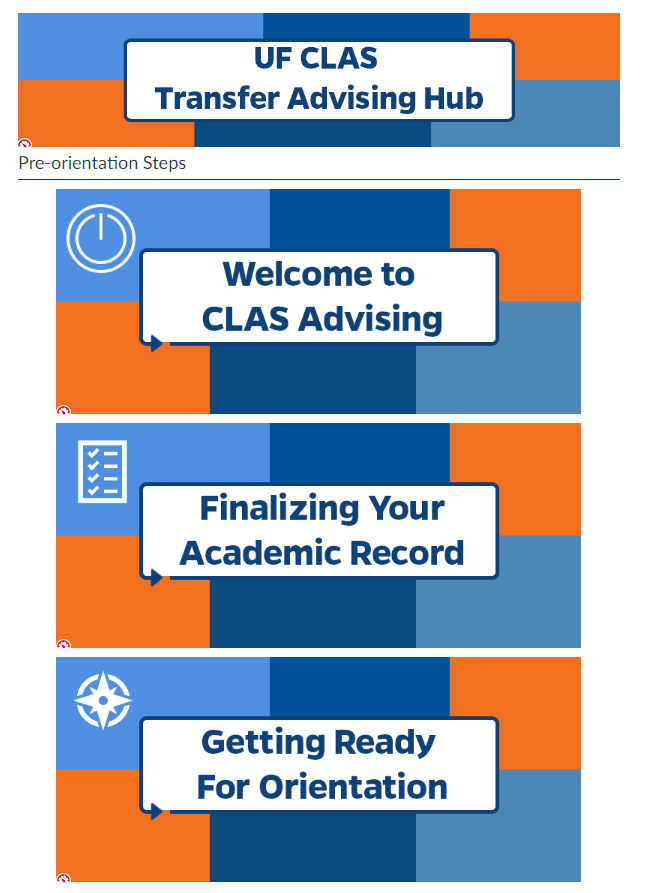 UF CLAS
Transfer Advising Hub
Pre-orientation Steps
Welcome to
CLAS Advising
Finalizing Your
Academic Record
Getting Ready
For Orientation